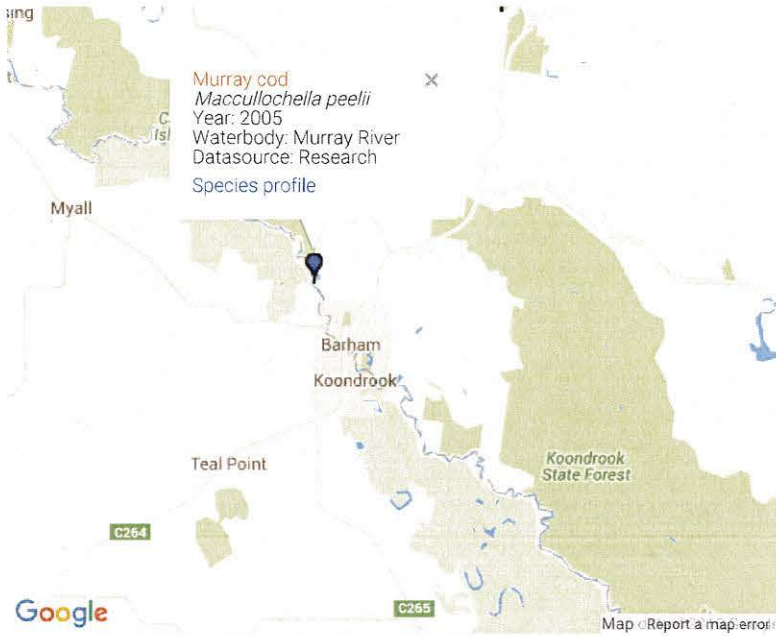 Murray cod
Maccullochella peelii
Year: 2005
Waterbody: Murray River
Datasource: Research
Species profile
Myall
Barham
Koondrook
Teal Point
Koondrook
State Forest
C264
C265
Google
Map
Report a map error